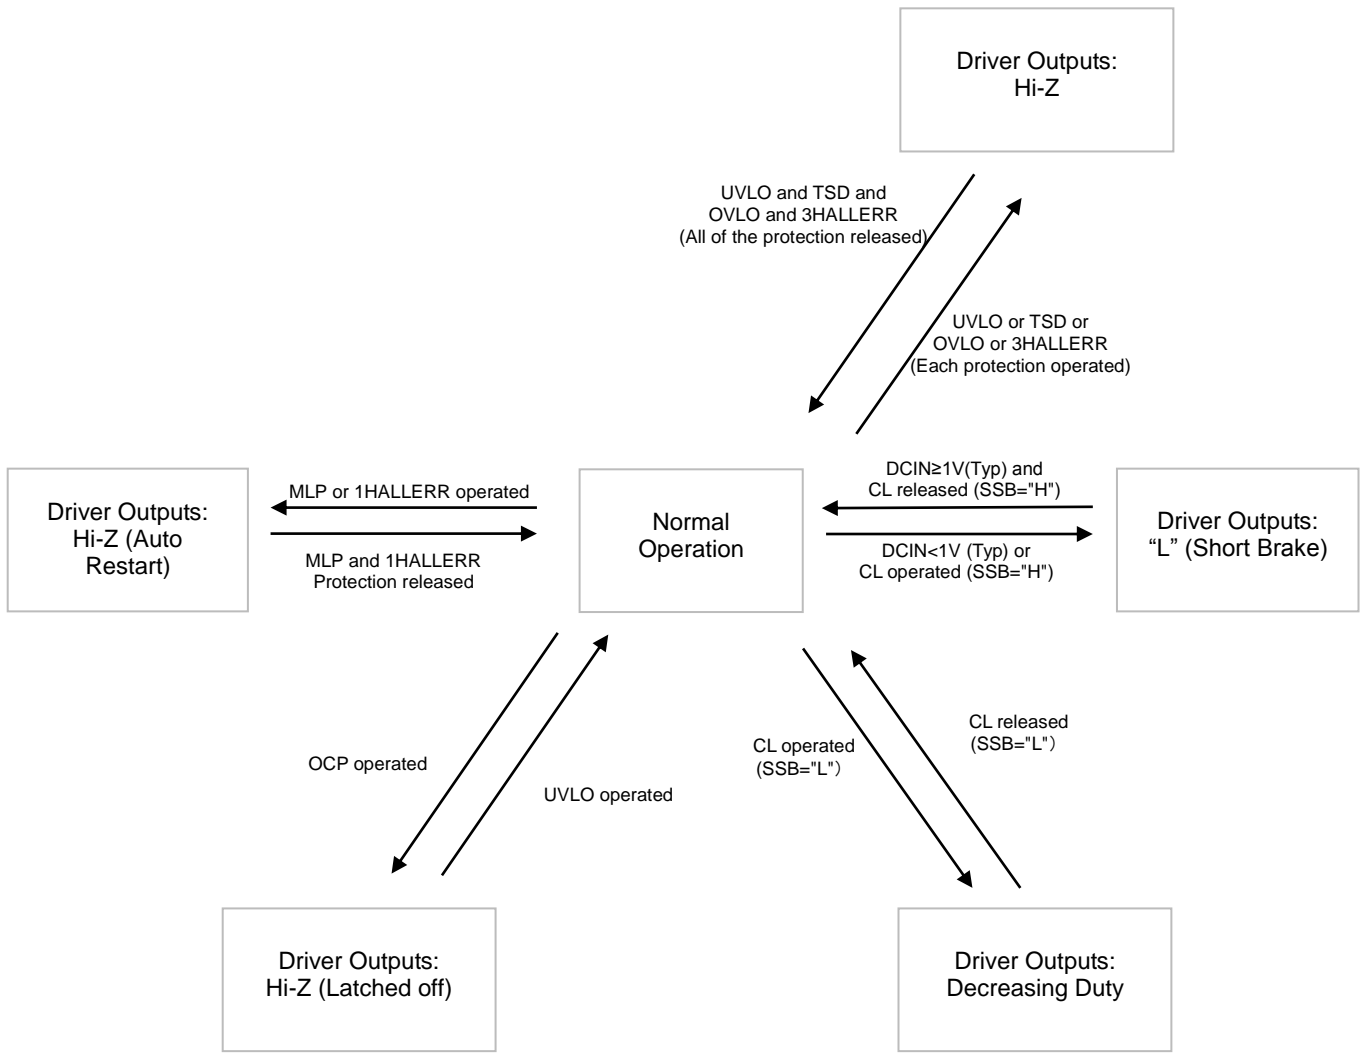 Driver Outputs:
Hi-Z
UVLO and TSD and
OVLO and 3HALLERR
(All of the protection released)
UVLO or TSD or
OVLO or 3HALLERR
(Each protection operated)
Driver Outputs:
Hi-Z (Auto
Restart)
MLP or 1HALLERR operated
MLP and 1HALLERR
Protection released
Normal
Operation
DCIN≥1V(Typ) and
CL released (SSB="H")
DCIN<1V (Typ) or
CL operated (SSB="H")
Driver Outputs:
“L” (Short Brake)
OCP operated
UVLO operated
CL operated
(SSB="L"）
CL released
(SSB="L"）
Driver Outputs:
Hi-Z (Latched off)
Driver Outputs:
Decreasing Duty